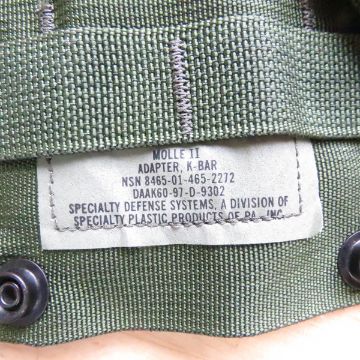 MOLLE II
ADAPTER, K-BAR
NSN 8465-01-465-2272
DAAK60-97-D-9302
SPECIALTY DEFENSE SYSTEMS, A DIVISION OF
SPECIALTY PLASTIC PRODUCTS OF PA., INC.